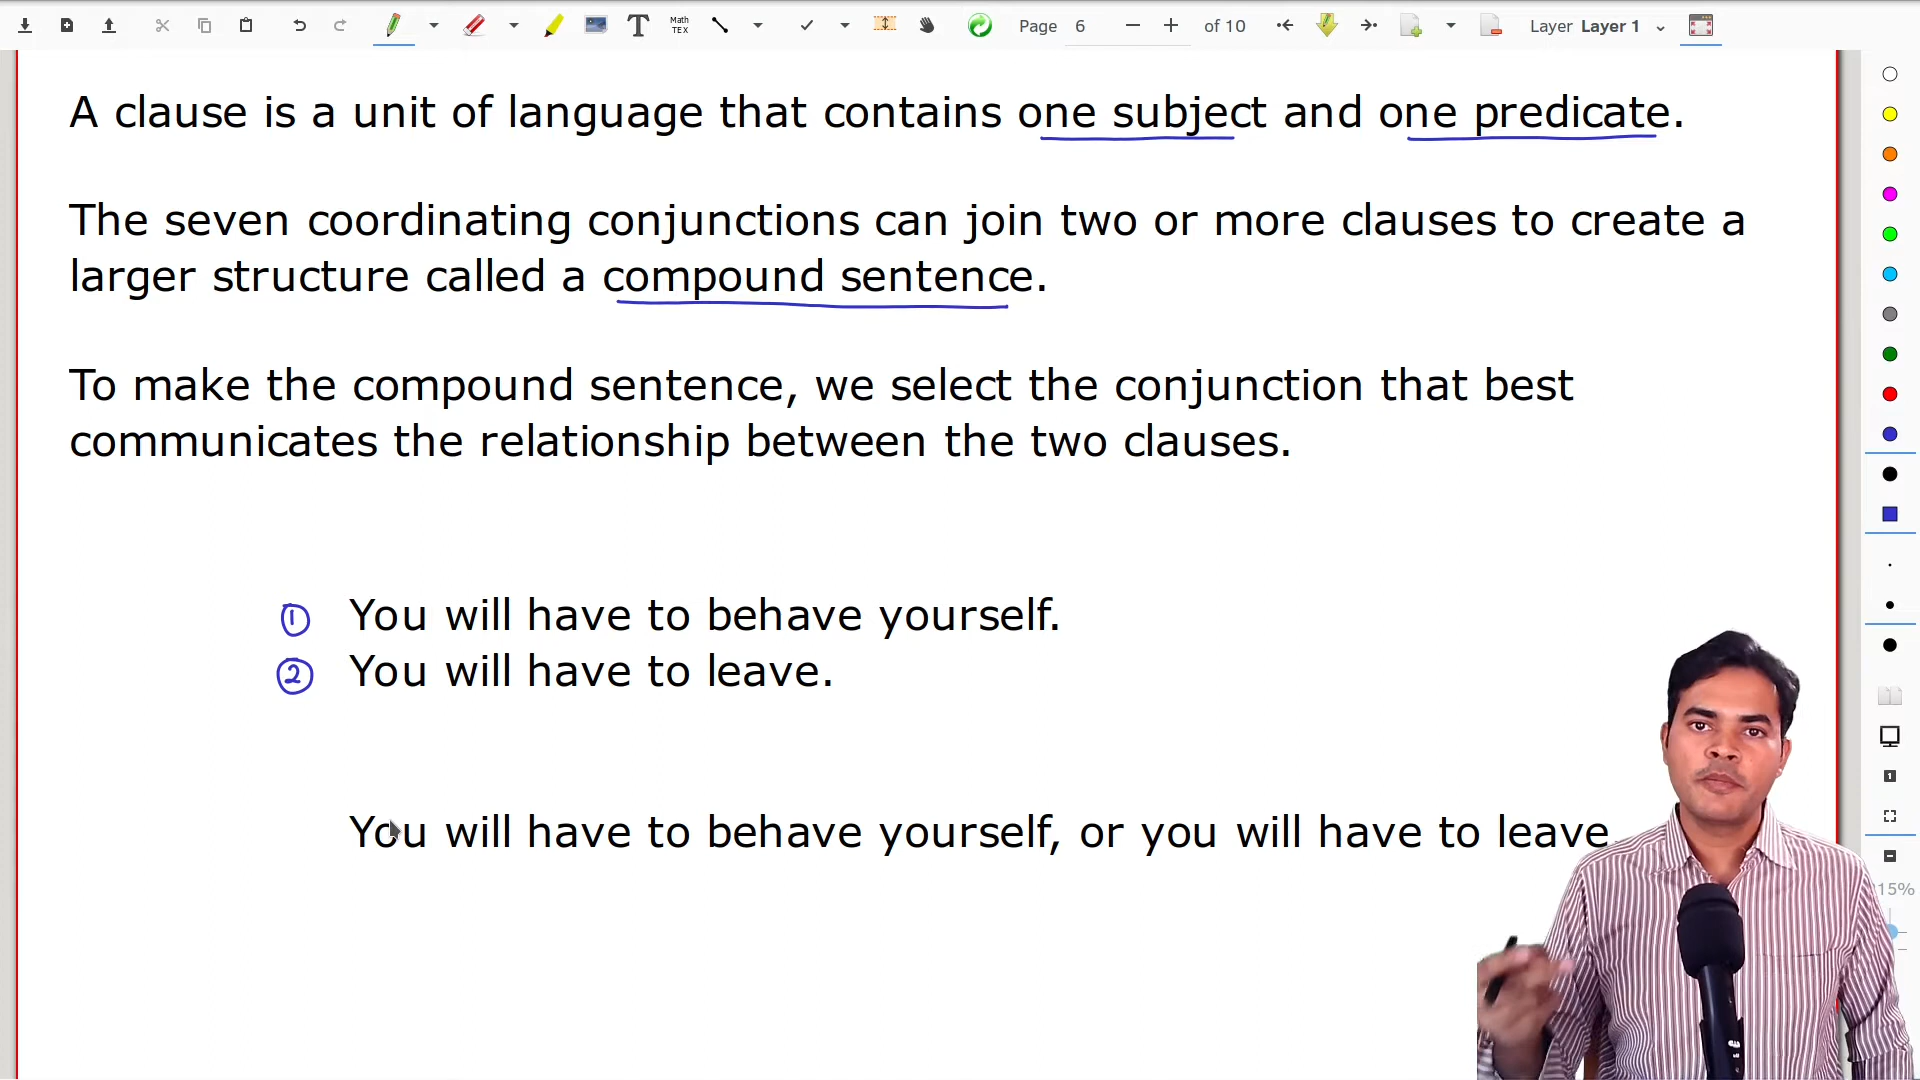 Math
TEX
Page 6 of 10
Layer Layer 1
A clause is a unit of language that contains one subject and one predicate.
The seven coordinating conjunctions can join two or more clauses to create a
larger structure called a compound sentence.
To make the compound sentence, we select the conjunction that best
communicates the relationship between the two clauses.
1 You will have to behave yourself.
2 You will have to leave.
You will have to behave yourself, or you will have to leave.
15%